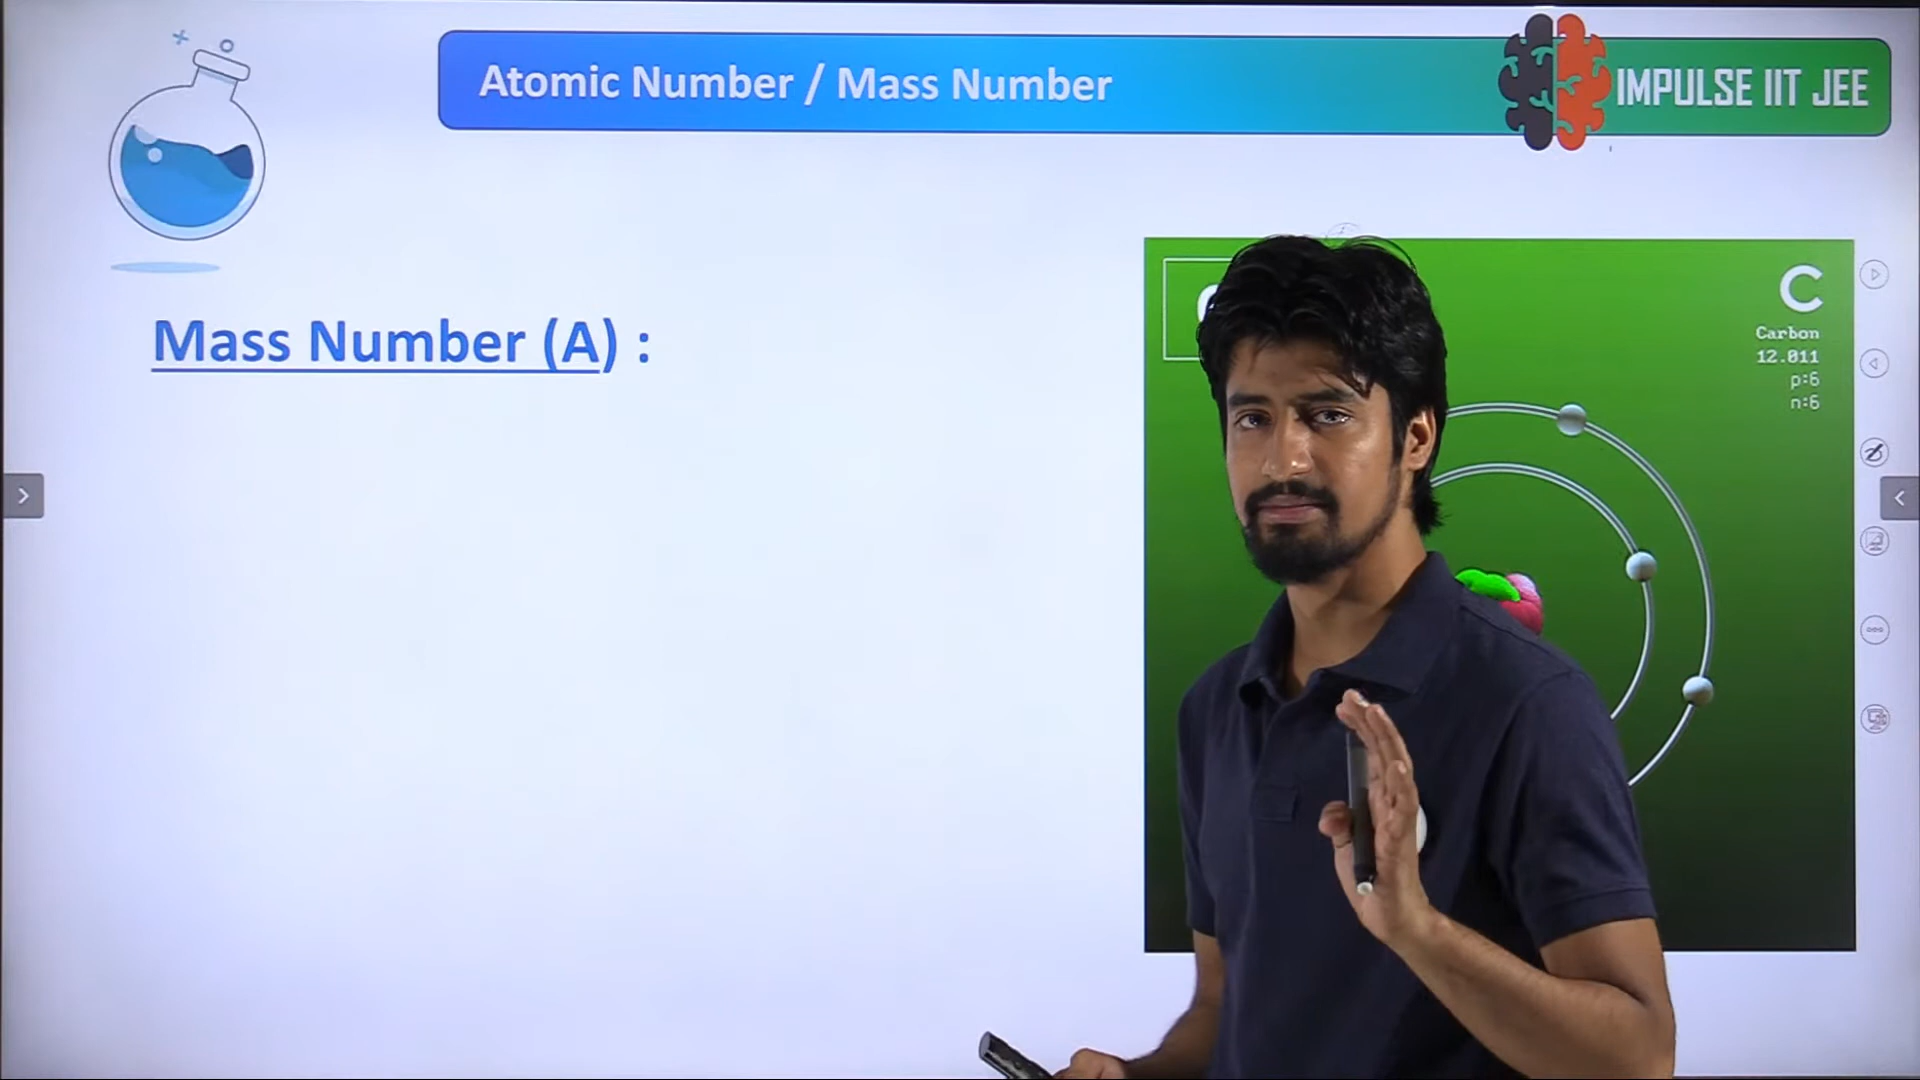 Atomic Number / Mass Number
IMPULSE IIT JEE
Mass Number (A) :
C
Carbon
12.011
p:6
n:6